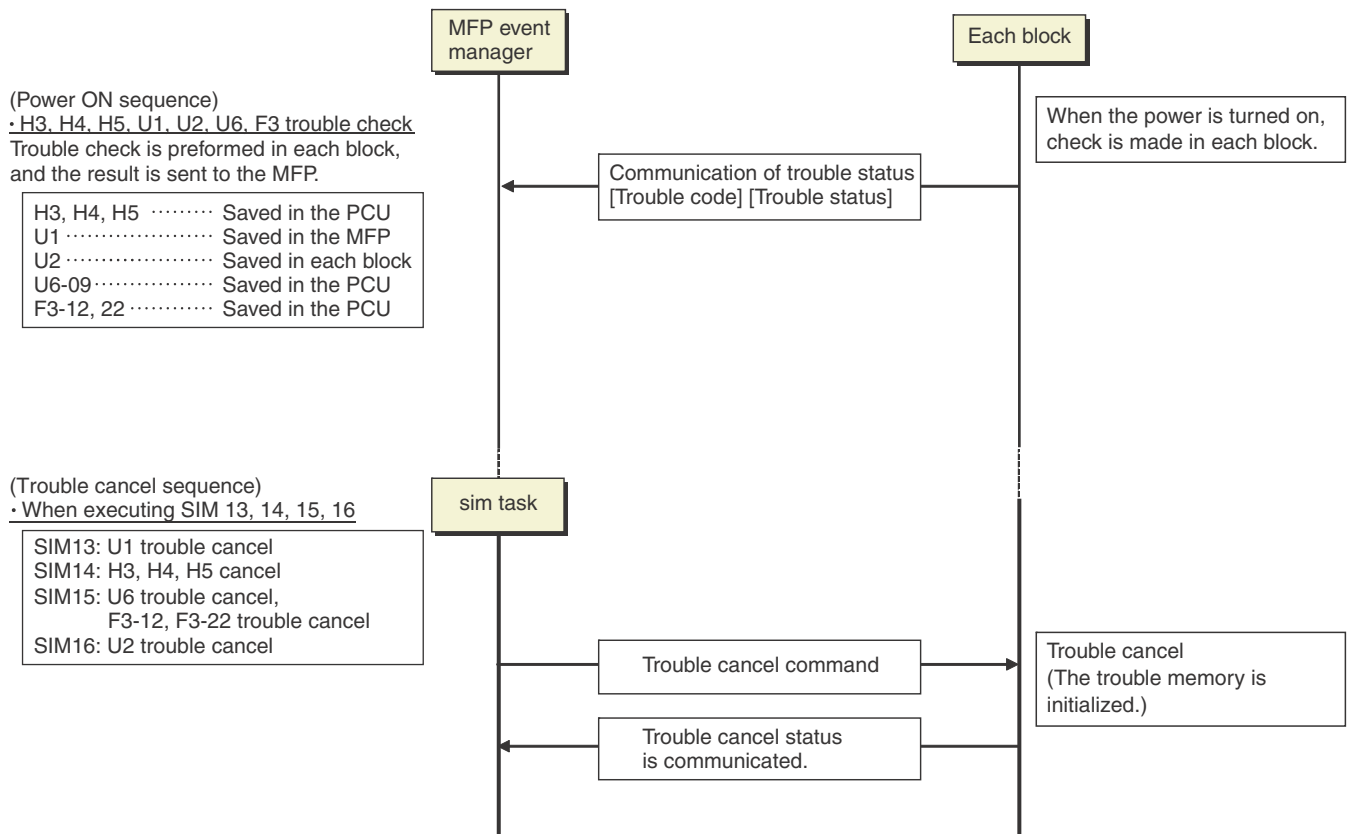 MFP event
manager
Each block
(Power ON sequence)
· H3, H4, H5, U1, U2, U6, F3 trouble check
Trouble check is preformed in each block,
and the result is sent to the MFP.
When the power is turned on,
check is made in each block.
Communication of trouble status
[Trouble code] [Trouble status]
H3, H4, H5 ········· Saved in the PCU
U1 ····················· Saved in the MFP
U2 ····················· Saved in each block
U6-09 ················· Saved in the PCU
F3-12, 22 ············ Saved in the PCU
(Trouble cancel sequence)
· When executing SIM 13, 14, 15, 16
sim task
SIM13: U1 trouble cancel
SIM14: H3, H4, H5 cancel
SIM15: U6 trouble cancel,
F3-12, F3-22 trouble cancel
SIM16: U2 trouble cancel
Trouble cancel command
Trouble cancel
(The trouble memory is
initialized.)
Trouble cancel status
is communicated.